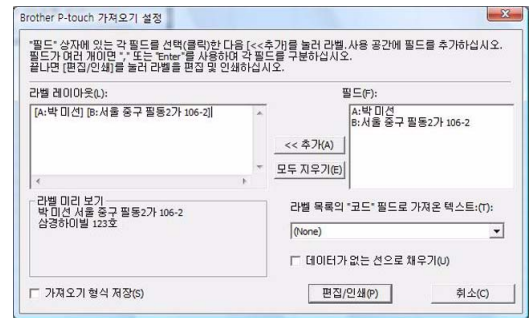 Brother P-touch 가져오기 설정
"필드" 상자에 있는 각 필드를 선택(클릭)한 다음 [<<추가]를 눌러 라벨.사용 공간에 필드를 추가하십시오.
필드가 여러 개이면 "," 또는 "Enter"를 사용하여 각 필드를 구분하십시오.
끝나면 [편집/인쇄]를 눌러 라벨을 편집 및 인쇄하십시오.
라벨 레이아웃(L):
필드(F):
[A:박 미선] [B:서울 중구 필동2가 106-2]
A:박 미선
B:서울 중구 필동2가 106-2
<< 추가(A)
모두 지우기(E)
라벨 미리 보기
박 미선 서울 중구 필동2가 106-2
삼경하이빌 123호
라벨 목록의 "코드" 필드로 가져온 텍스트:(T):
(None)
데이터가 없는 선으로 채우기(U)
가져오기 형식 저장(S)
편집/인쇄(P)
취소(C)